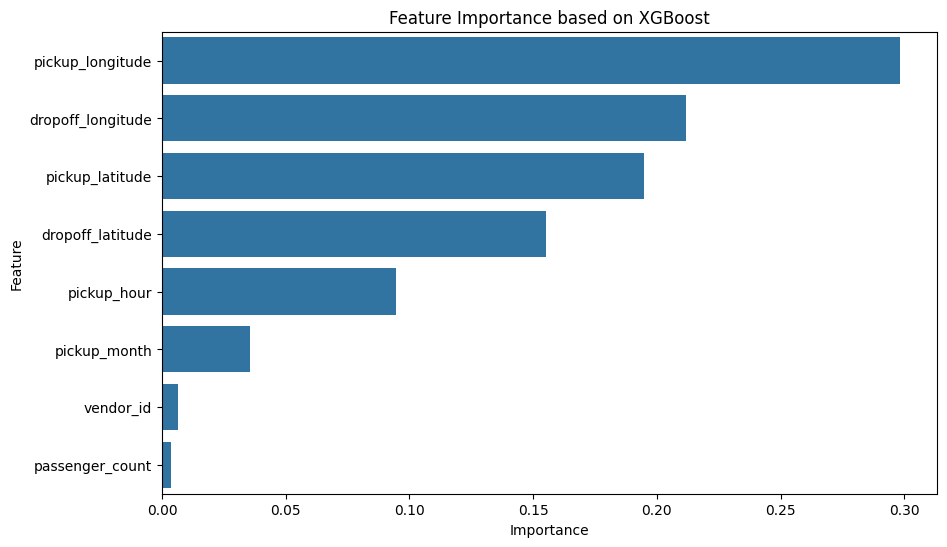 Feature Importance based on XGBoost
Feature
pickup_longitude
dropoff_longitude
pickup_latitude
dropoff_latitude
pickup_hour
pickup_month
vendor_id
passenger_count
0.00 0.05 0.10 0.15 0.20 0.25 0.30
Importance